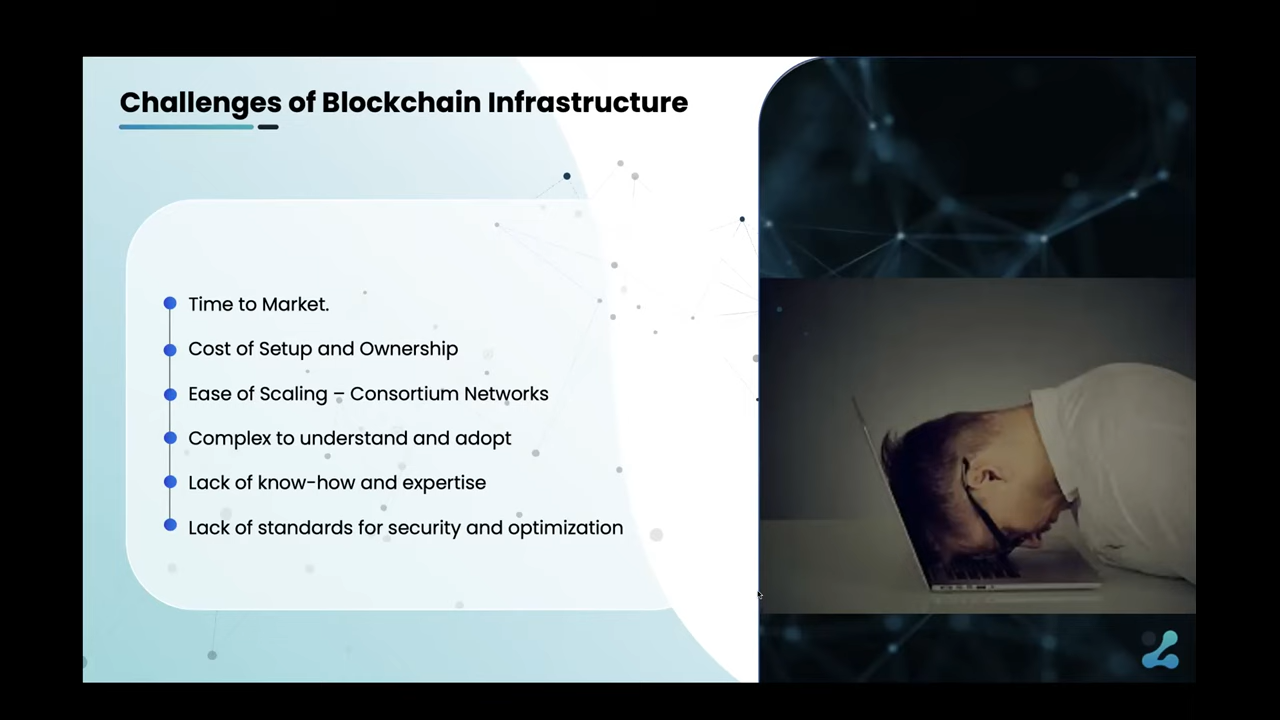 Challenges of Blockchain Infrastructure
Time to Market.
Cost of Setup and Ownership
Ease of Scaling – Consortium Networks
Complex to understand and adopt
Lack of know-how and expertise
Lack of standards for security and optimization